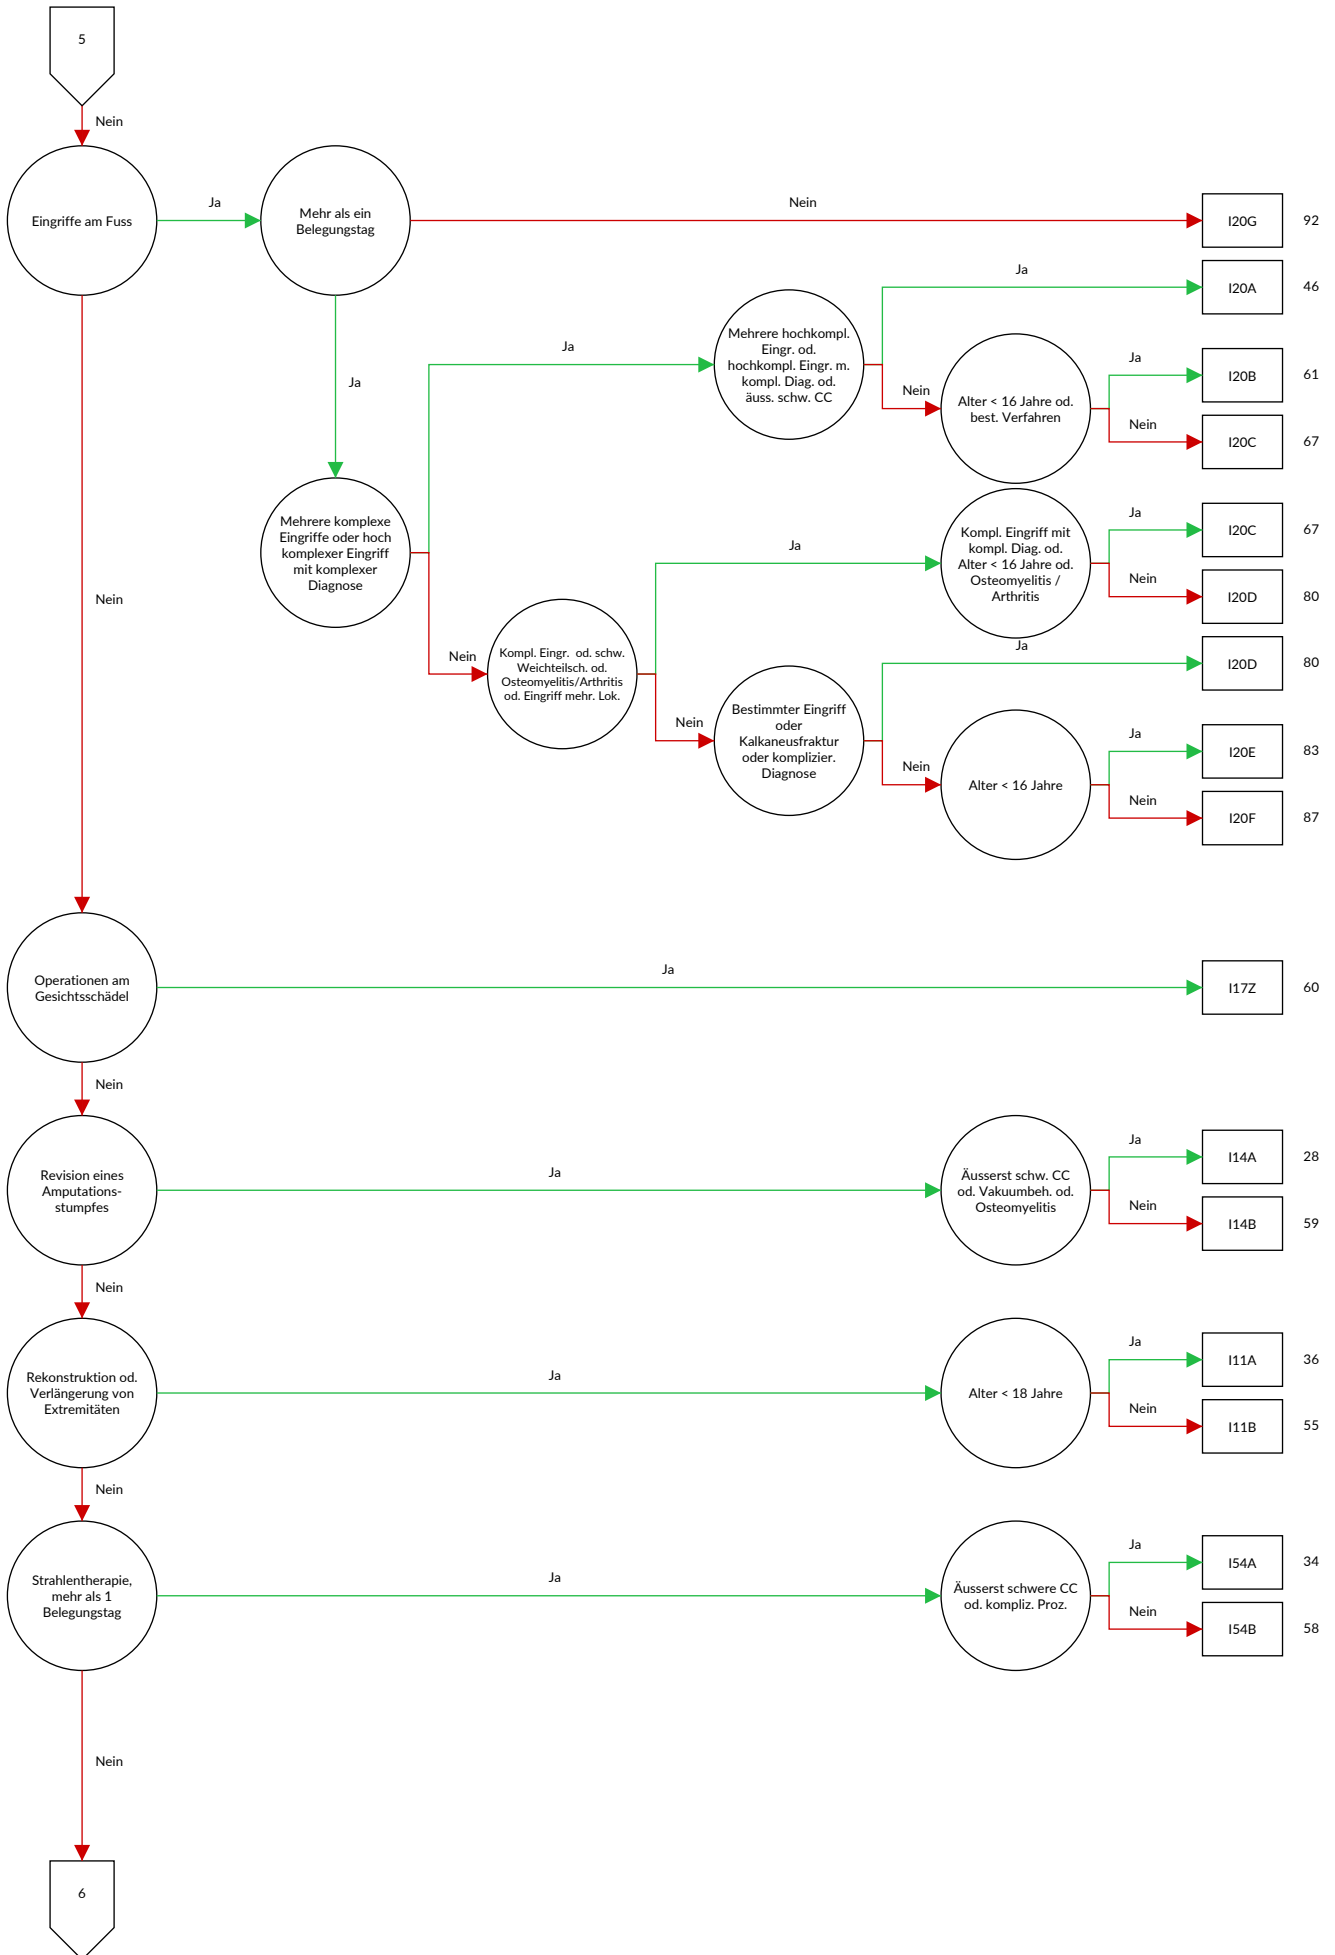 5
Nein
Eingriffe am Fuss
Ja
Mehr als ein
Belegungstag
Nein
I20G
92
Ja
I20A
46
Ja
Ja
Mehrere hochkompl.
Eingr. od.
hochkompl. Eingr. m.
kompl. Diag. od.
äuss. schw. CC
Nein
Alter < 16 Jahre od.
best. Verfahren
Ja
I20B
61
Nein
I20C
67
Mehrere komplexe
Eingriffe oder hoch
komplexer Eingriff
mit komplexer
Diagnose
Ja
Kompl. Eingriff mit
kompl. Diag. od.
Alter < 16 Jahre od.
Osteomyelitis /
Arthritis
Ja
I20C
67
Nein
I20D
80
Nein
Nein
Kompl. Eingr. od. schw.
Weichteilsch. od.
Osteomyelitis/Arthritis
od. Eingriff mehr. Lok.
Ja
I20D
80
Nein
Bestimmter Eingriff
oder
Kalkaneusfraktur
oder komplizier.
Diagnose
Nein
Alter < 16 Jahre
Ja
I20E
83
Nein
I20F
87
Operationen am
Gesichtsschädel
Ja
I17Z
60
Nein
Revision eines
Amputations-
stumpfes
Ja
Äusserst schw. CC
od. Vakuumbeh. od.
Osteomyelitis
Ja
I14A
28
Nein
I14B
59
Nein
Rekonstruktion od.
Verlängerung von
Extremitäten
Ja
Alter < 18 Jahre
Ja
I11A
36
Nein
I11B
55
Nein
Strahlentherapie,
mehr als 1
Belegungstag
Ja
Äusserst schwere CC
od. kompliz. Proz.
Ja
I54A
34
Nein
I54B
58
Nein
6